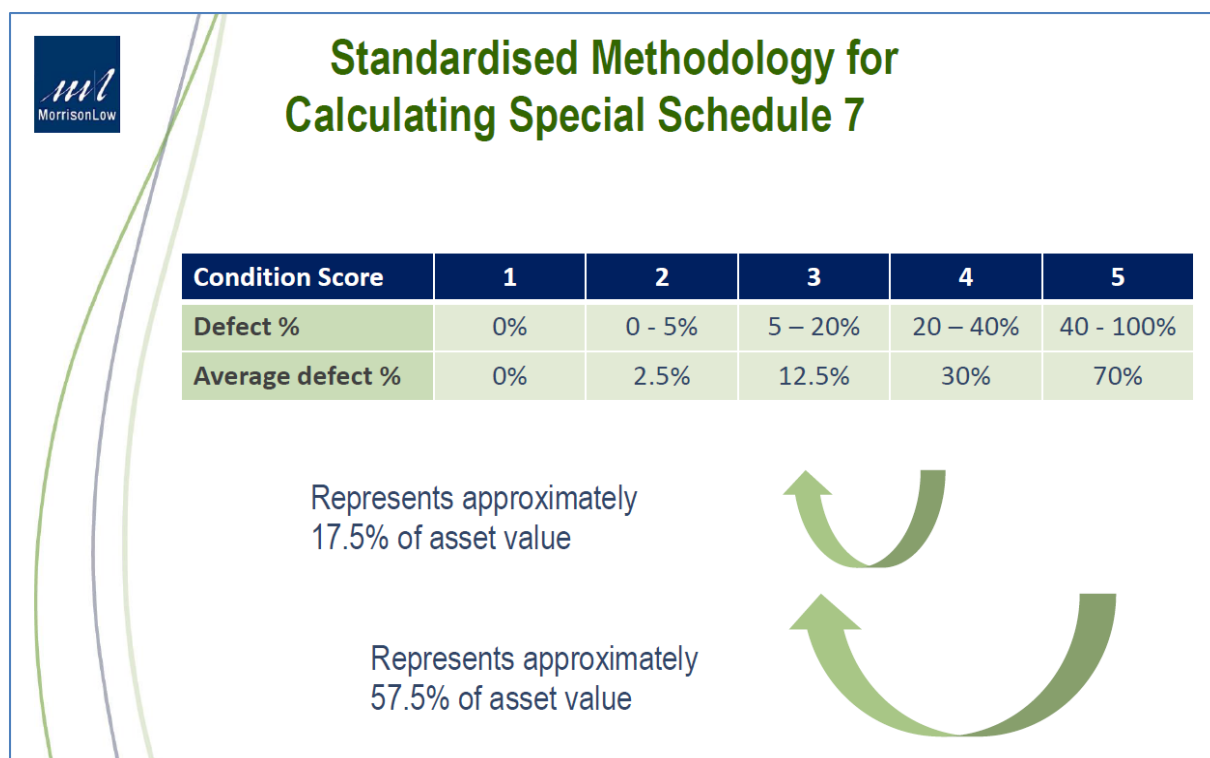 ml
MorrisonLow
Standardised Methodology for
Calculating Special Schedule 7
Condition Score 1 2 3 4 5
Defect % 0% 0 - 5% 5 – 20% 20 – 40% 40 - 100%
Average defect % 0% 2.5% 12.5% 30% 70%
Represents approximately
17.5% of asset value
Represents approximately
57.5% of asset value